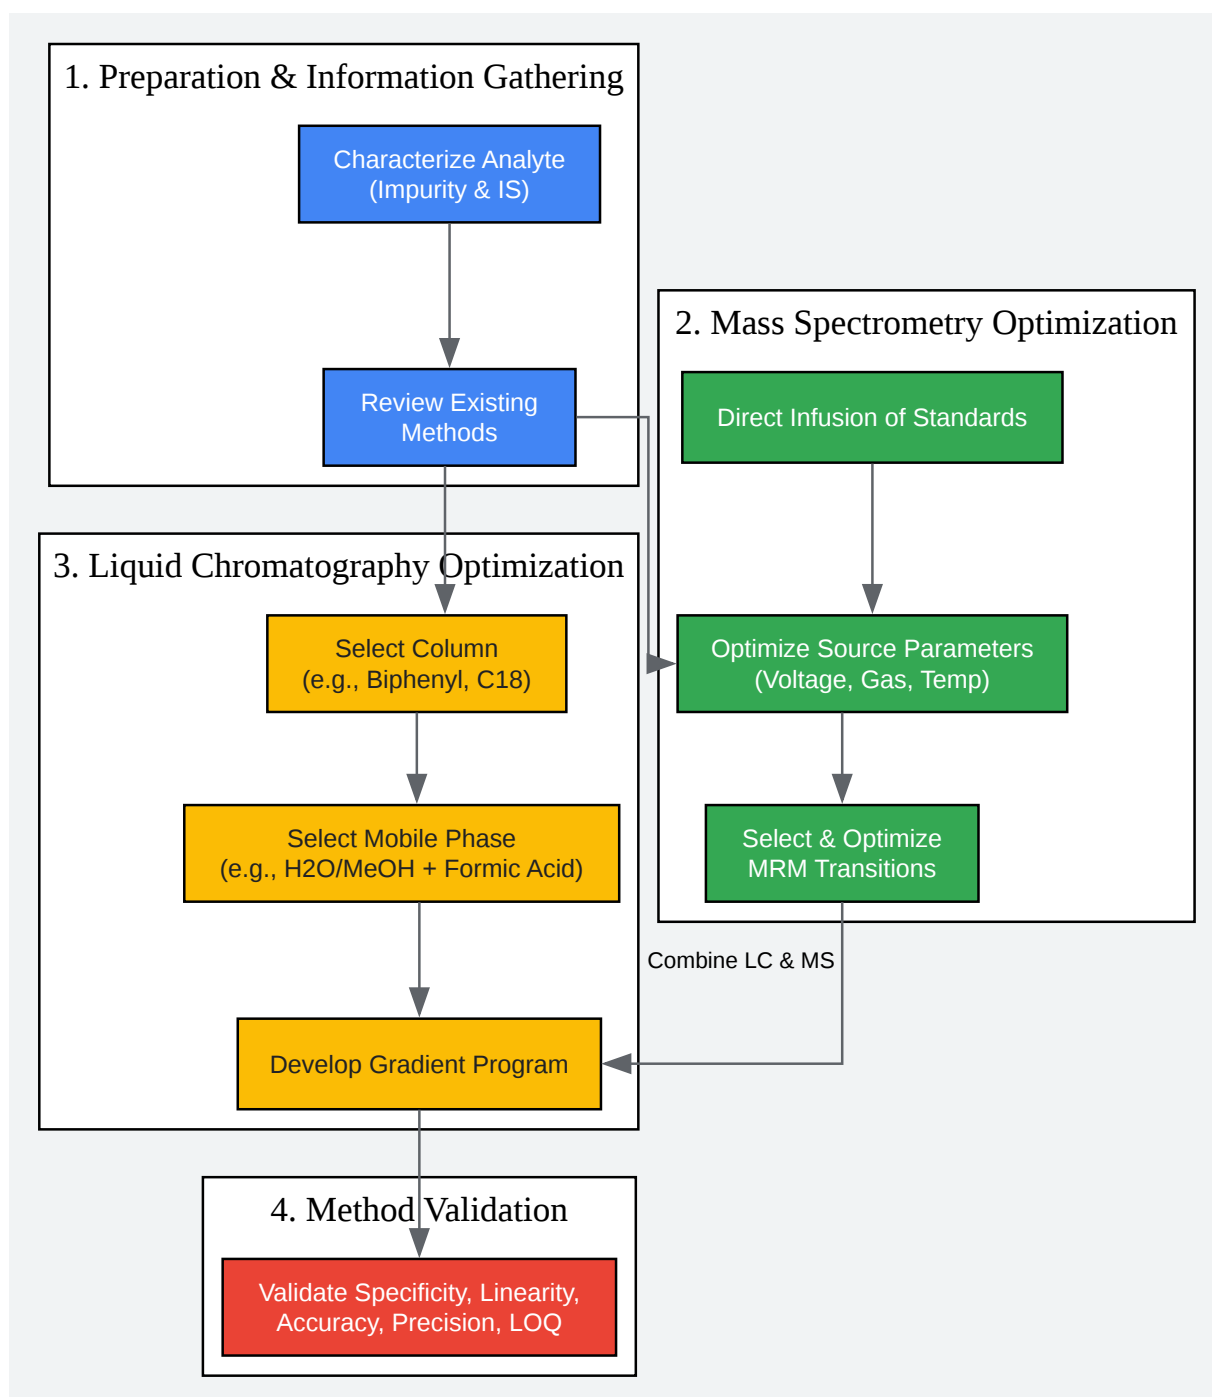 1. Preparation & Information Gathering
Characterize Analyte
(Impurity & IS)
Review Existing
Methods
2. Mass Spectrometry Optimization
Direct Infusion of Standards
Optimize Source Parameters
(Voltage, Gas, Temp)
Select & Optimize
MRM Transitions
Combine LC & MS
3. Liquid Chromatography Optimization
Select Column
(e.g., Biphenyl, C18)
Select Mobile Phase
(e.g., H2O/MeOH + Formic Acid)
Develop Gradient Program
4. Method Validation
Validate Specificity, Linearity,
Accuracy, Precision, LOQ